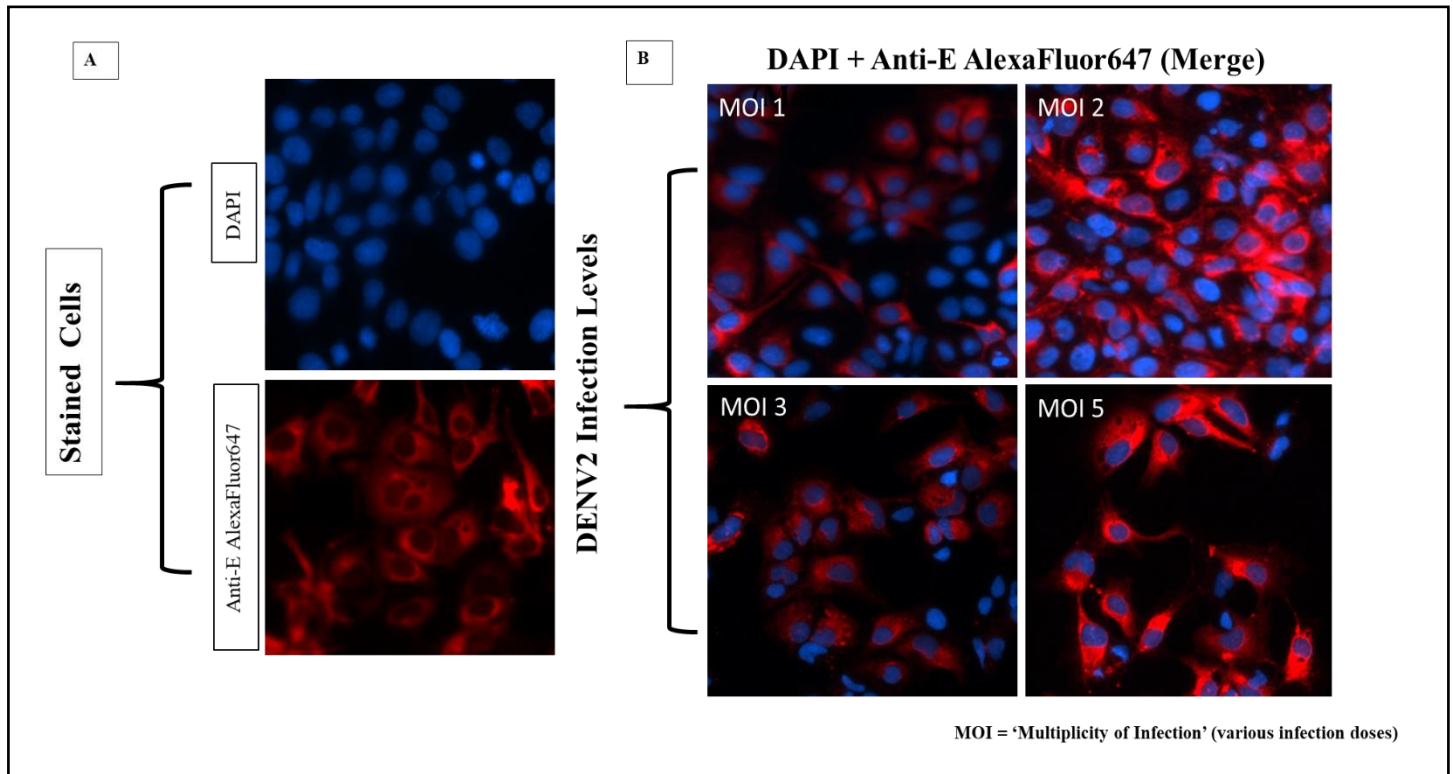 A
B
DAPI + Anti-E AlexaFluor647 (Merge)
Stained Cells
DAPI
Anti-E AlexaFluor647
DENV2 Infection Levels
MOI 1
MOI 2
MOI 3
MOI 5
MOI = ‘Multiplicity of Infection’ (various infection doses)